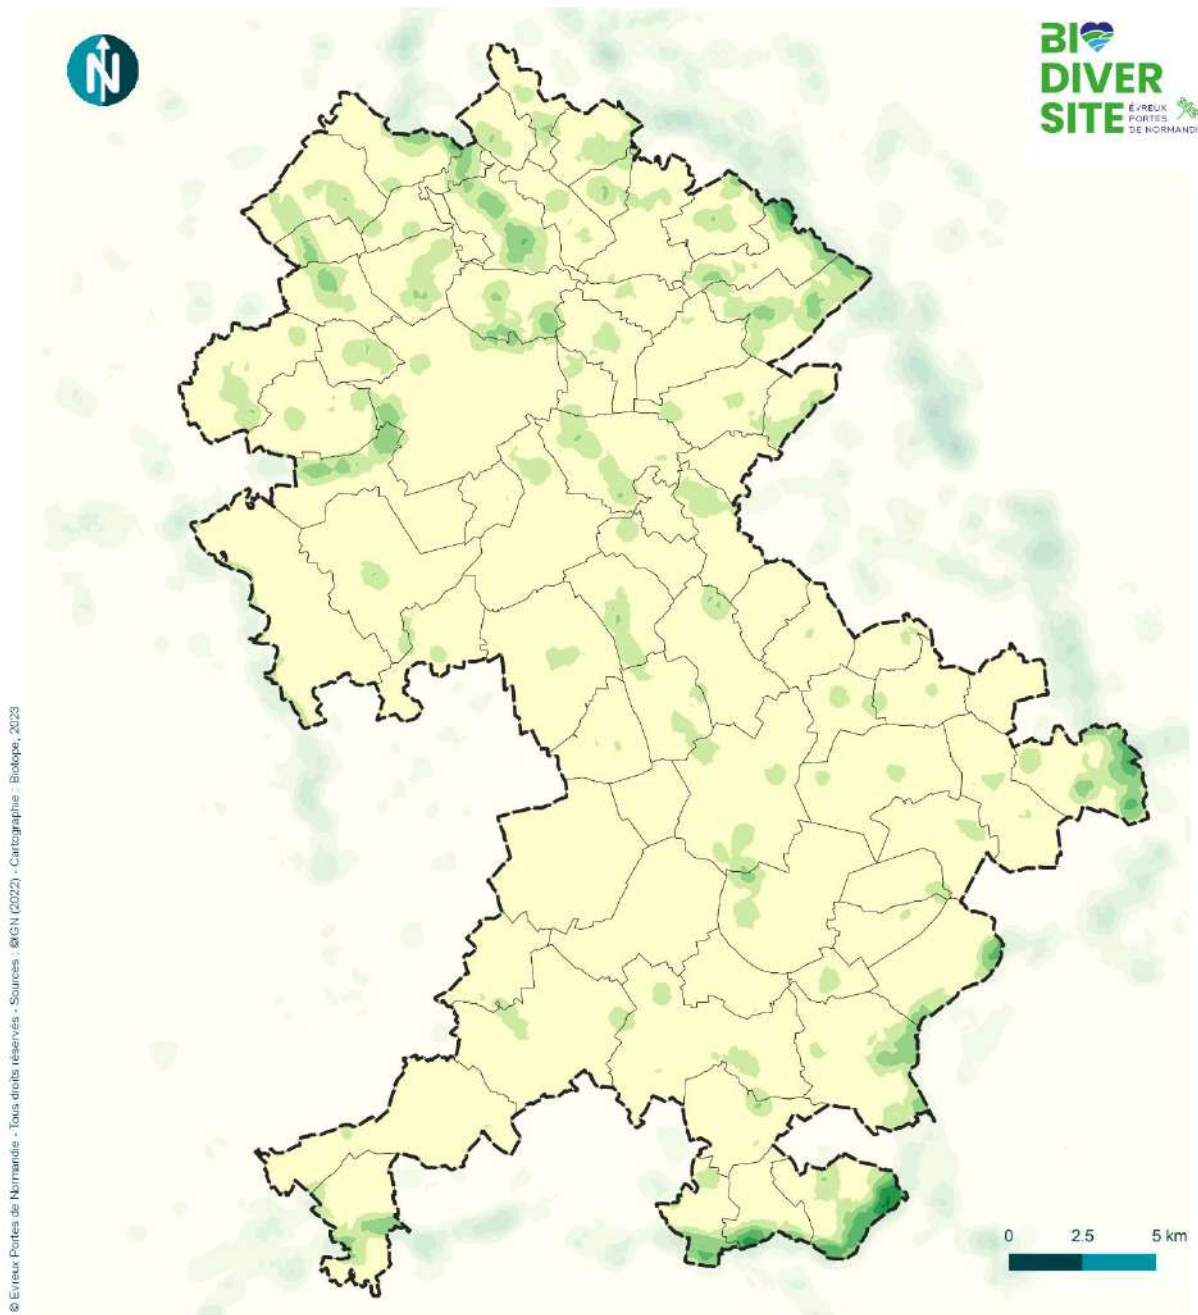 N
BI
DIVER
SITE
ÉVREUX
PORTES
DE NORMANDI
© Evreux Portes de Normandie - Tous droits réservés - Sources : ©IGN (2022) - Cartographie : Biotope, 2023
0 2.5 5 km